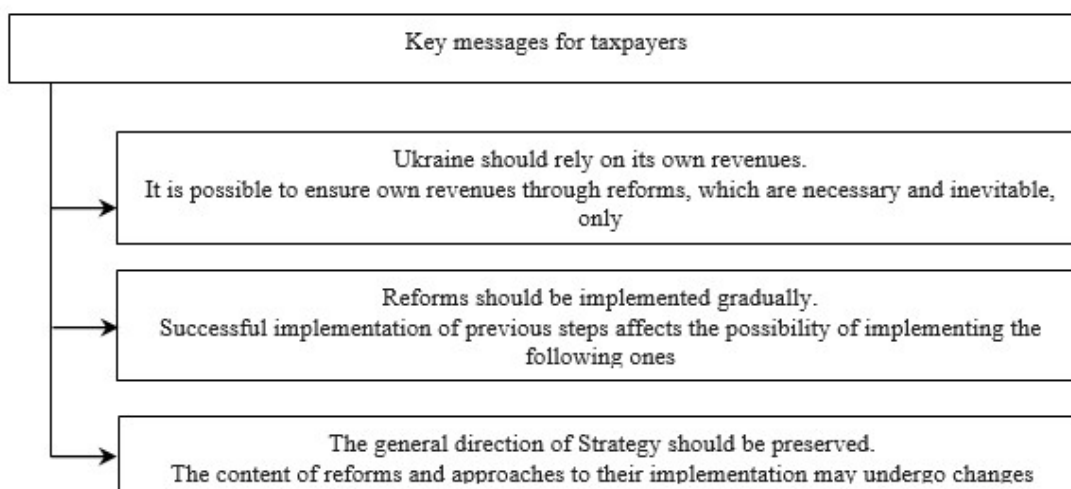 Key messages for taxpayers
Ukraine should rely on its own revenues.
It is possible to ensure own revenues through reforms, which are necessary and inevitable,
only
Reforms should be implemented gradually.
Successful implementation of previous steps affects the possibility of implementing the
following ones
The general direction of Strategy should be preserved.
The content of reforms and approaches to their implementation may undergo changes